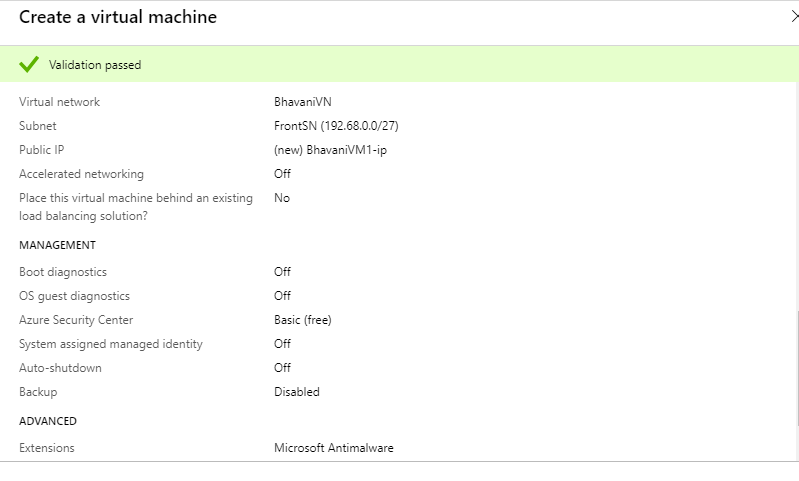 Create a virtual machine
Validation passed
Virtual network BhavaniVN
Subnet FrontSN (192.68.0.0/27)
Public IP (new) BhavaniVM1-ip
Accelerated networking Off
Place this virtual machine behind an existing No
load balancing solution?
MANAGEMENT
Boot diagnostics Off
OS guest diagnostics Off
Azure Security Center Basic (free)
System assigned managed identity Off
Auto-shutdown Off
Backup Disabled
ADVANCED
Extensions Microsoft Antimalware